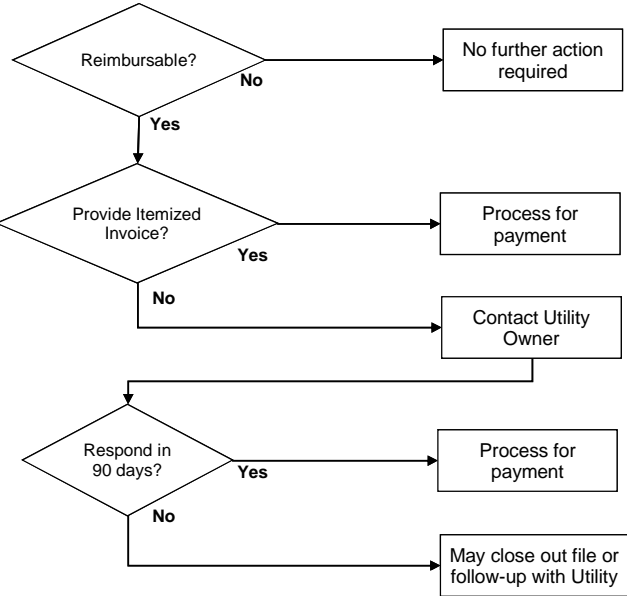 Reimbursable?
No
No further action
required
Yes
Provide Itemized
Invoice?
Yes
Process for
payment
No
Contact Utility
Owner
Respond in
90 days?
Yes
Process for
payment
No
May close out file or
follow-up with Utility